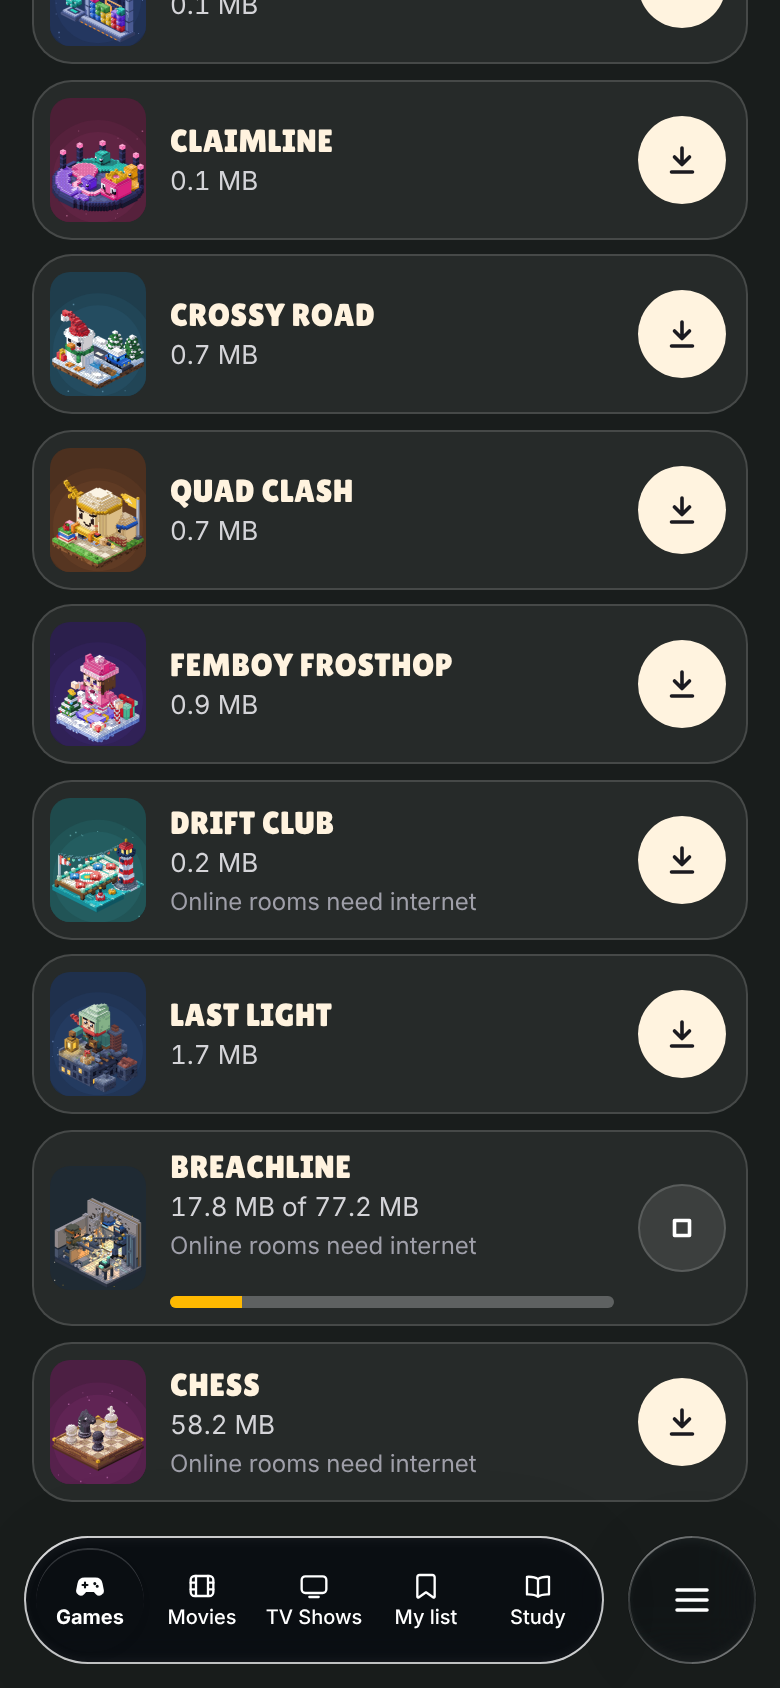 0.1 MB
CLAIMLINE
0.1 MB
CROSSY ROAD
0.7 MB
QUAD CLASH
0.7 MB
FEMBOY FROSTHOP
0.9 MB
DRIFT CLUB
0.2 MB
Online rooms need internet
LAST LIGHT
1.7 MB
BREACHLINE
17.8 MB of 77.2 MB
Online rooms need internet
CHESS
58.2 MB
Online rooms need internet
Games Movies TV Shows My list Study